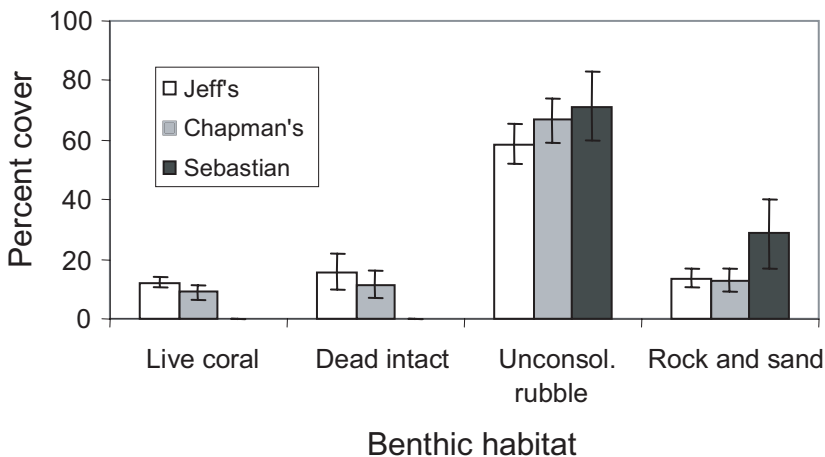 100
80
60
40
20
0
Percent cover
Jeff's
Chapman's
Sebastian
Live coral
Dead intact
Unconsol.
rubble
Rock and sand
Benthic habitat